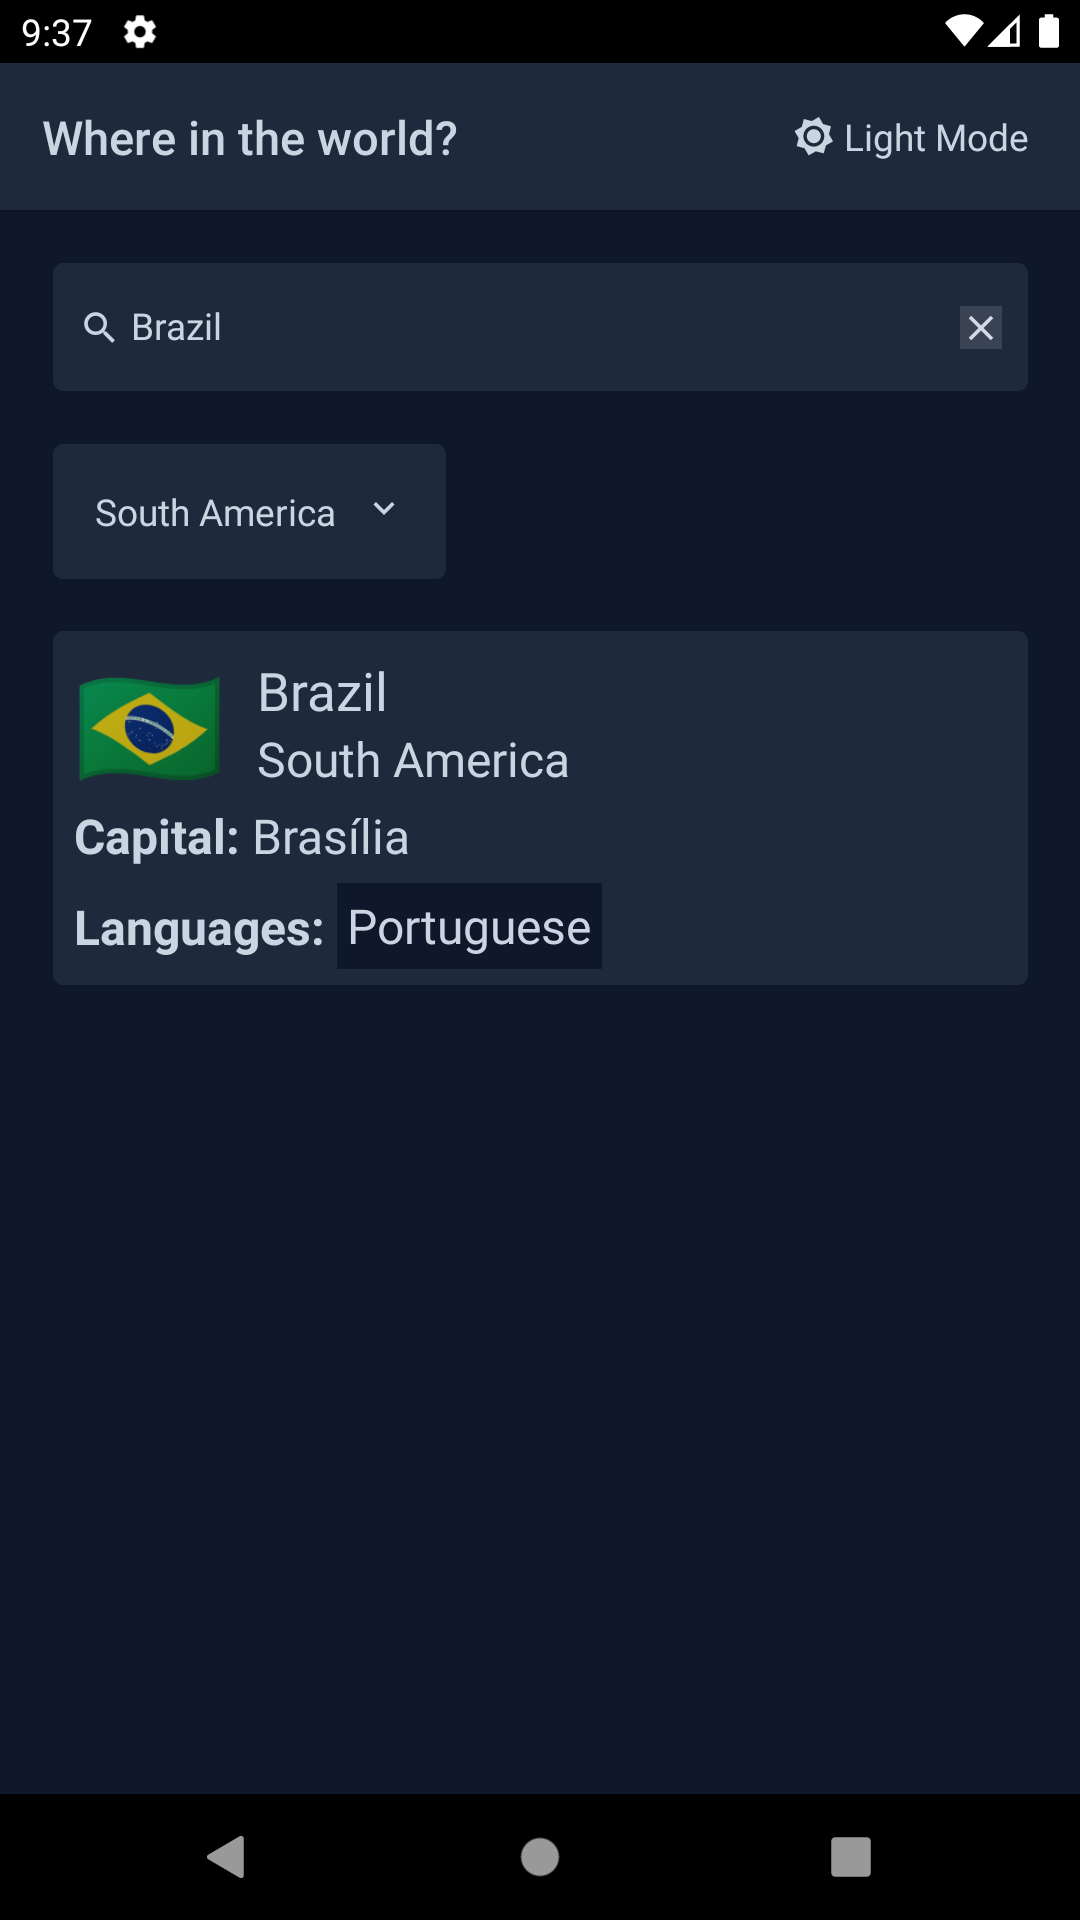 9:37
Where in the world?
Light Mode
Brazil
South America
Brazil
South America
Capital: Brasília
Languages: Portuguese